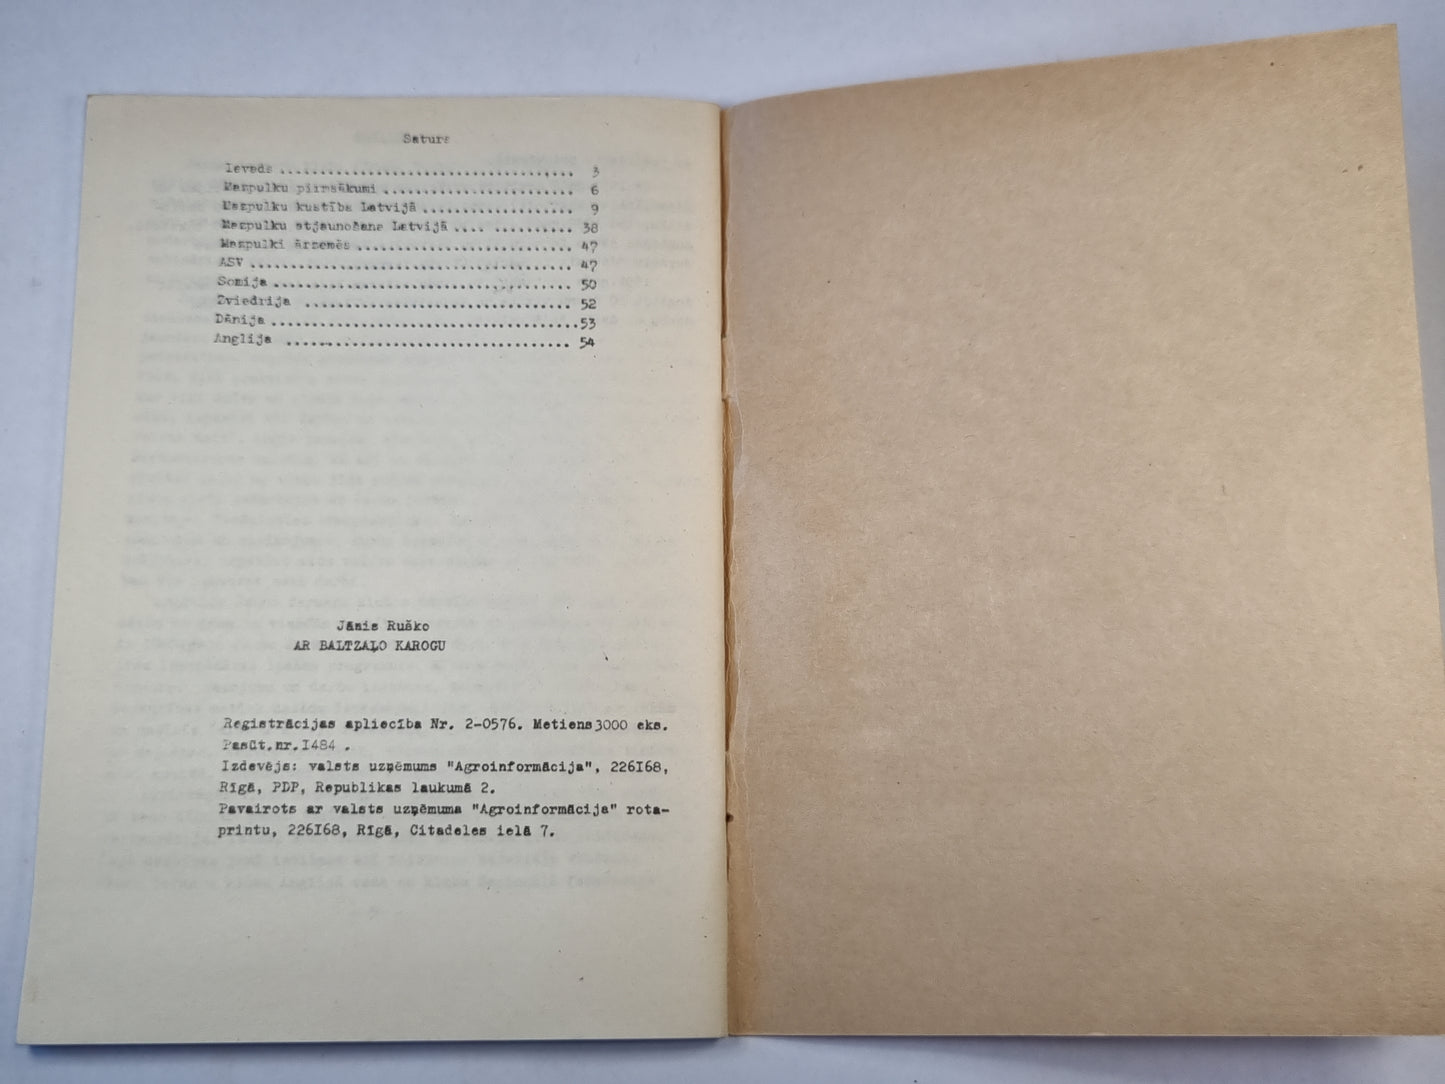 Saturs
Ievads .................................... 3
Mazpulku pirmsākumi ....................... 6
Mazpulku kustība Latvijā .................. 9
Mazpulku atjaunošana Latvijā .... .......... 38
Mazpulki ārzemēs .......................... 47
ASV ....................................... 47
Somija .................................... 50
Zviedrija ................................ 52
Dānija .....................................53
Anglija .................................. 54
Jānis Ruško
AR BALTZAĻO KAROGU
Registrācijas apliecība Nr. 2-0576. Metiens 3000 eks.
Pasūt.nr.I484 .
Izdevējs: valsts uzņēmums "Agroinformācija", 226I68,
Rīgā, PDP, Republikas laukumā 2.
Pavairots ar valsts uzņēmuma "Agroinformācija" rota-
printu, 226I68, Rīgā, Citadeles ielā 7.